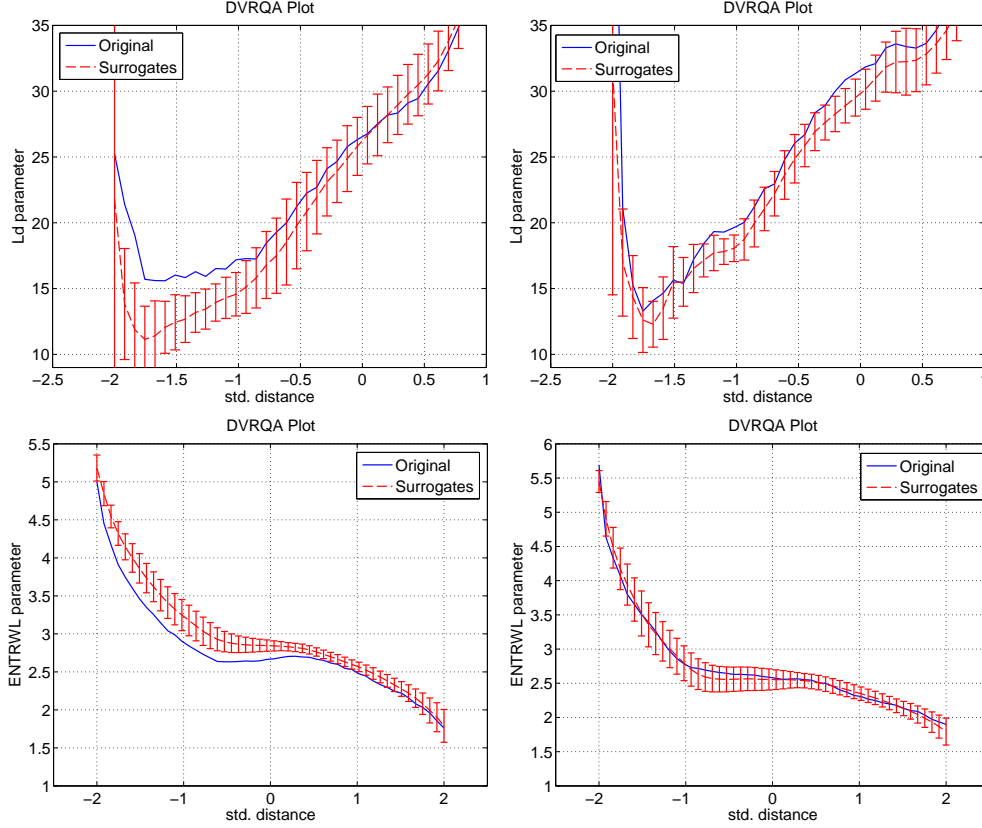 DVRQA Plot
35
30
25
20
15
10
Ld parameter
Original
Surrogates
−2.5
−2
−1.5
−1
−0.5
0
0.5
1
std. distance
DVRQA Plot
35
30
25
20
15
10
Ld parameter
Original
Surrogates
−2.5
−2
−1.5
−1
−0.5
0
0.5
1
std. distance
DVRQA Plot
5.5
5
4.5
4
3.5
3
2.5
2
1.5
1
ENTRWL parameter
Original
Surrogates
−2
−1
0
1
2
std. distance
DVRQA Plot
6
5.5
5
4.5
4
3.5
3
2.5
2
1.5
1
ENTRWL parameter
Original
Surrogates
−2
−1
0
1
2
std. distance